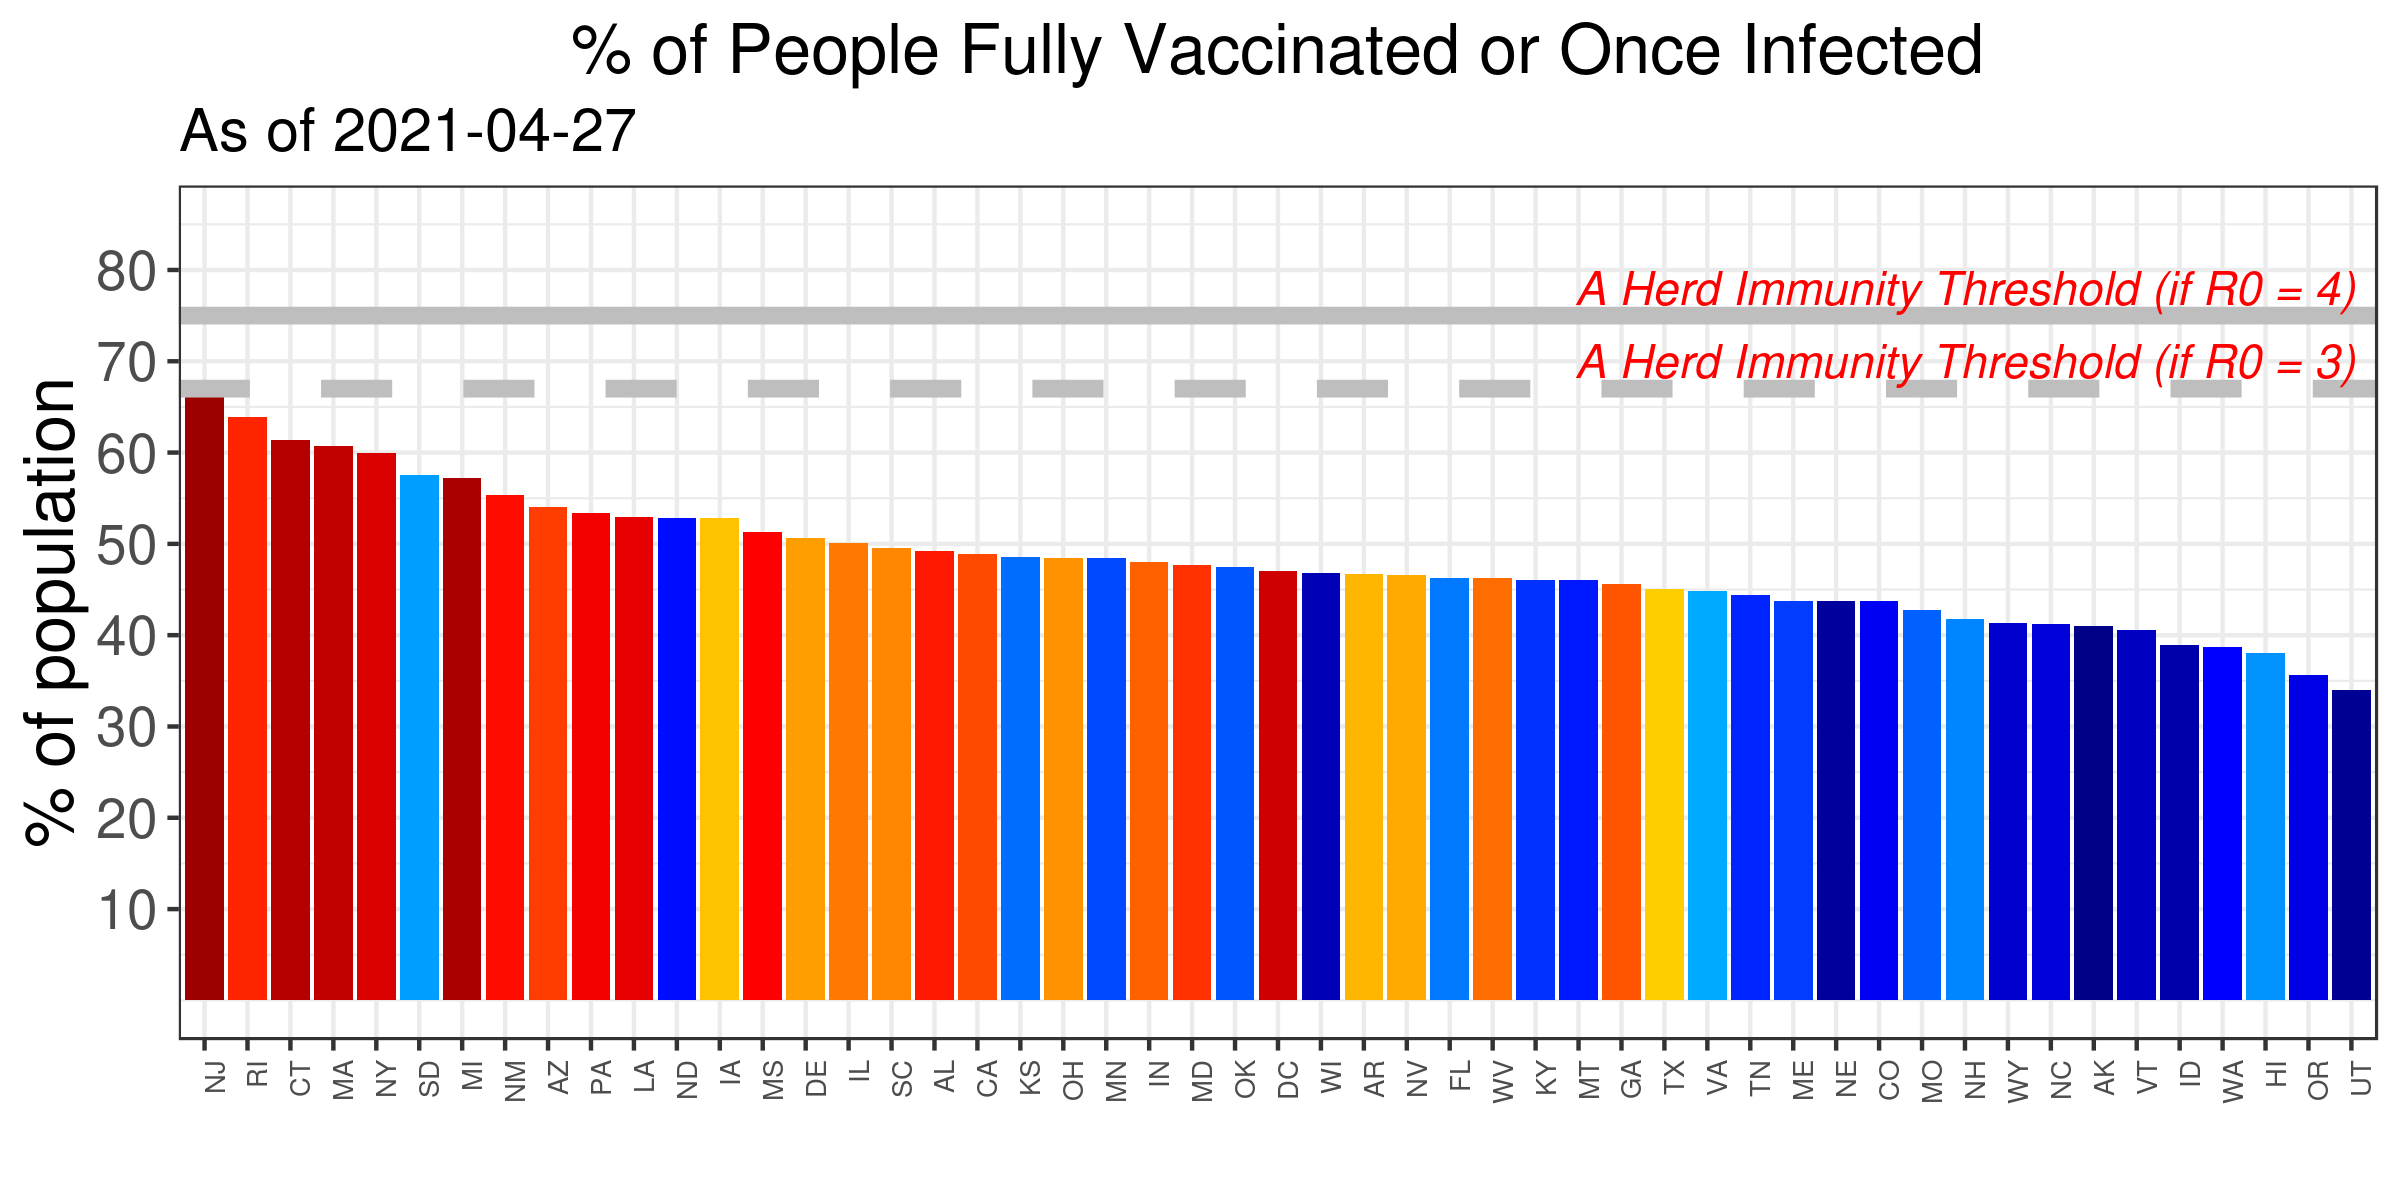 % of People Fully Vaccinated or Once Infected
As of 2021-04-27
% of population
80
70
60
50
40
30
20
10
A Herd Immunity Threshold (if R0 = 4)
A Herd Immunity Threshold (if R0 = 3)
NJ RI CT MA NY SD MI NM AZ PA LA ND IA MS DE IL SC AL CA KS OH MN IN MD OK DC WI AR NV FL WV KY MT GA TX VA TN ME NE CO MO NH WY NC AK VT ID WA HI OR UT